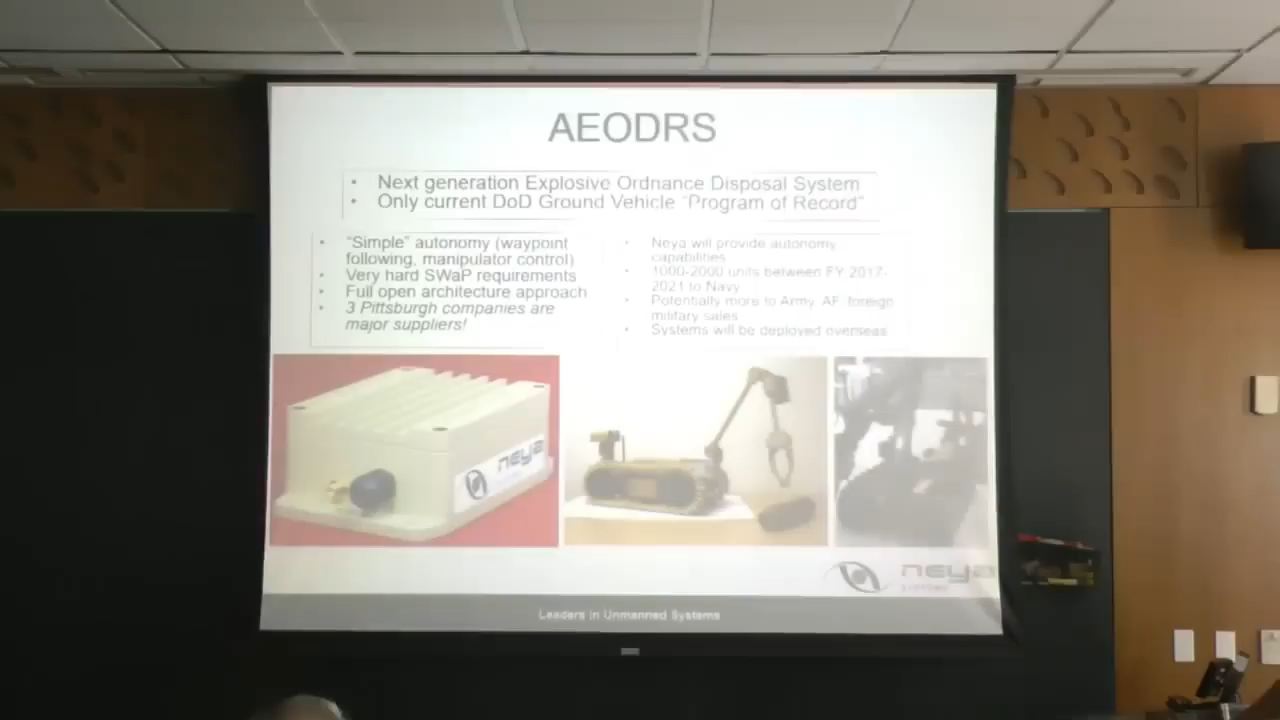 AEODRS
• Next generation Explosive Ordnance Disposal System
• Only current DoD Ground Vehicle "Program of Record"
• "Simple" autonomy (waypoint
following, manipulator control)
• Very hard SWaP requirements
• Full open architecture approach
• 3 Pittsburgh companies are
major suppliers!
• Neya will provide autonomy
capabilities
• 1000-2000 units between FY 2017-
2021 to Navy
• Potentially more to Army, AF, foreign
military sales
• Systems will be deployed overseas
neya
neya
SYSTEMS
Leaders in Unmanned Systems